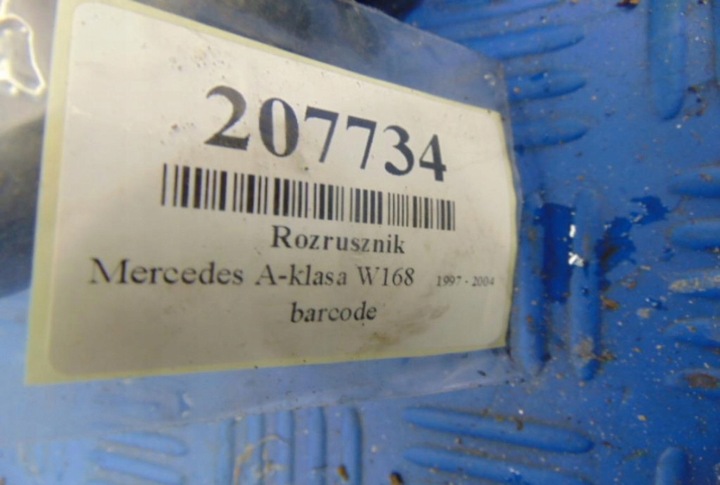 207734
Rozrusznik
Mercedes A-klasa W168 1997 - 2004
barcode